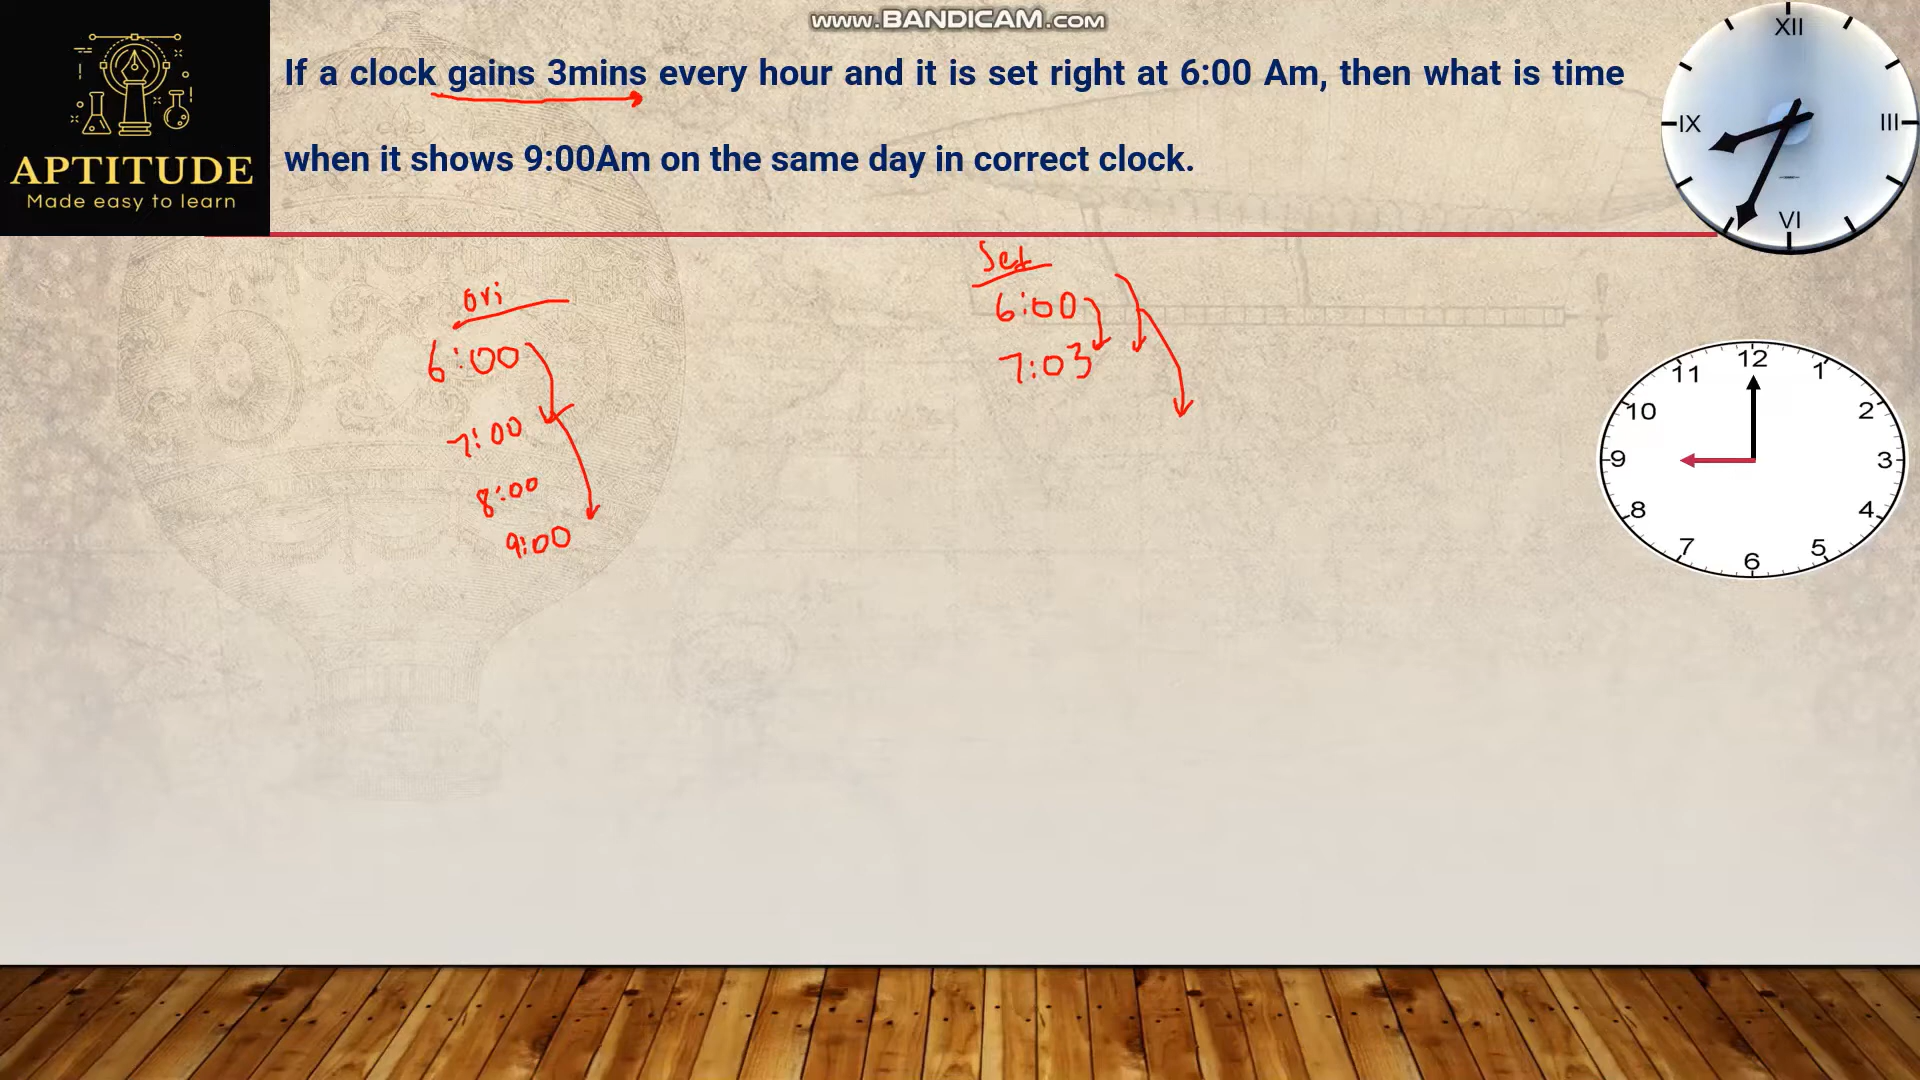 www.BANDICAM.com
If a clock gains 3mins every hour and it is set right at 6:00 Am, then what is time
when it shows 9:00Am on the same day in correct clock.
APTITUDE
Made easy to learn
XII
III
VI
IX
ori
6:00
7:00
8:00
9:00
Set
6:00
7:03
12
1
2
3
4
5
6
7
8
9
10
11